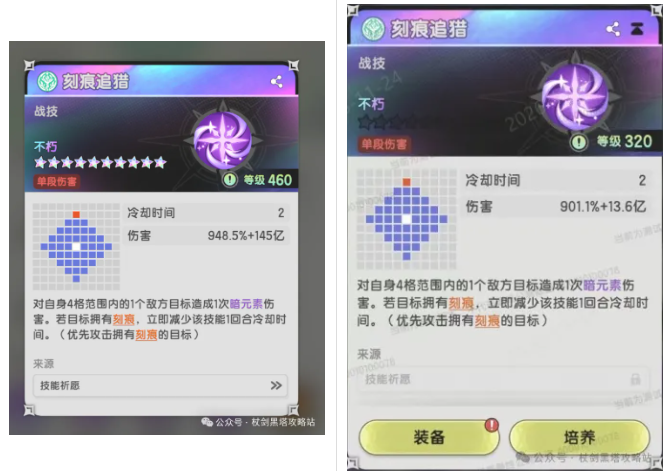 刻痕追猎
战技
不朽
单段伤害
等级 460
冷却时间 2
伤害 948.5%+145亿
对自身4格范围内的1个敌方目标造成1次暗元素伤
害。若目标拥有刻痕，立即减少该技能1回合冷却时
间。（优先攻击拥有刻痕的目标）
来源
技能祈愿
公众号 · 杖剑黑塔攻略站
刻痕追猎
战技
不朽
单段伤害
等级 320
冷却时间 2
伤害 901.1%+13.6亿
对自身4格范围内的1个敌方目标造成1次暗元素伤
害。若目标拥有刻痕，立即减少该技能1回合冷却时
间。（优先攻击拥有刻痕的目标）
来源
技能祈愿
装备
培养
公众号 · 杖剑黑塔攻略站